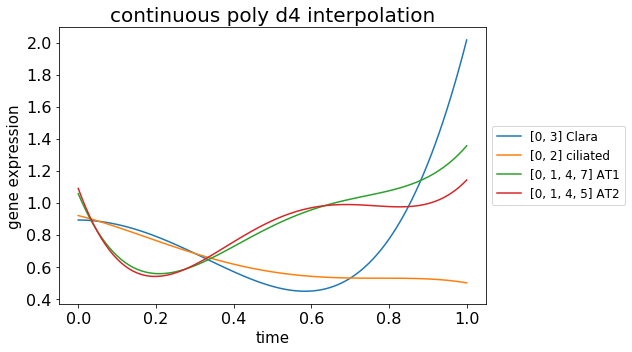 continuous poly d4 interpolation
gene expression
2.0
1.8
1.6
1.4
1.2
1.0
0.8
0.6
0.4
0.0
0.2
0.4
0.6
0.8
1.0
time
[0, 3] Clara
[0, 2] ciliated
[0, 1, 4, 7] AT1
[0, 1, 4, 5] AT2